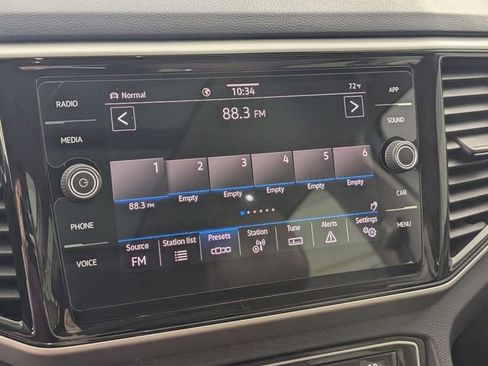 RADIO
MEDIA
PHONE
VOICE
Normal
10:34
72°F
88.3 FM
1 2 3 4 5 6
88.3 FM Empty Empty Empty Empty Empty
Source Station list Presets Station Tune Alerts Settings
FM
APP
SOUND
CAR
MENU